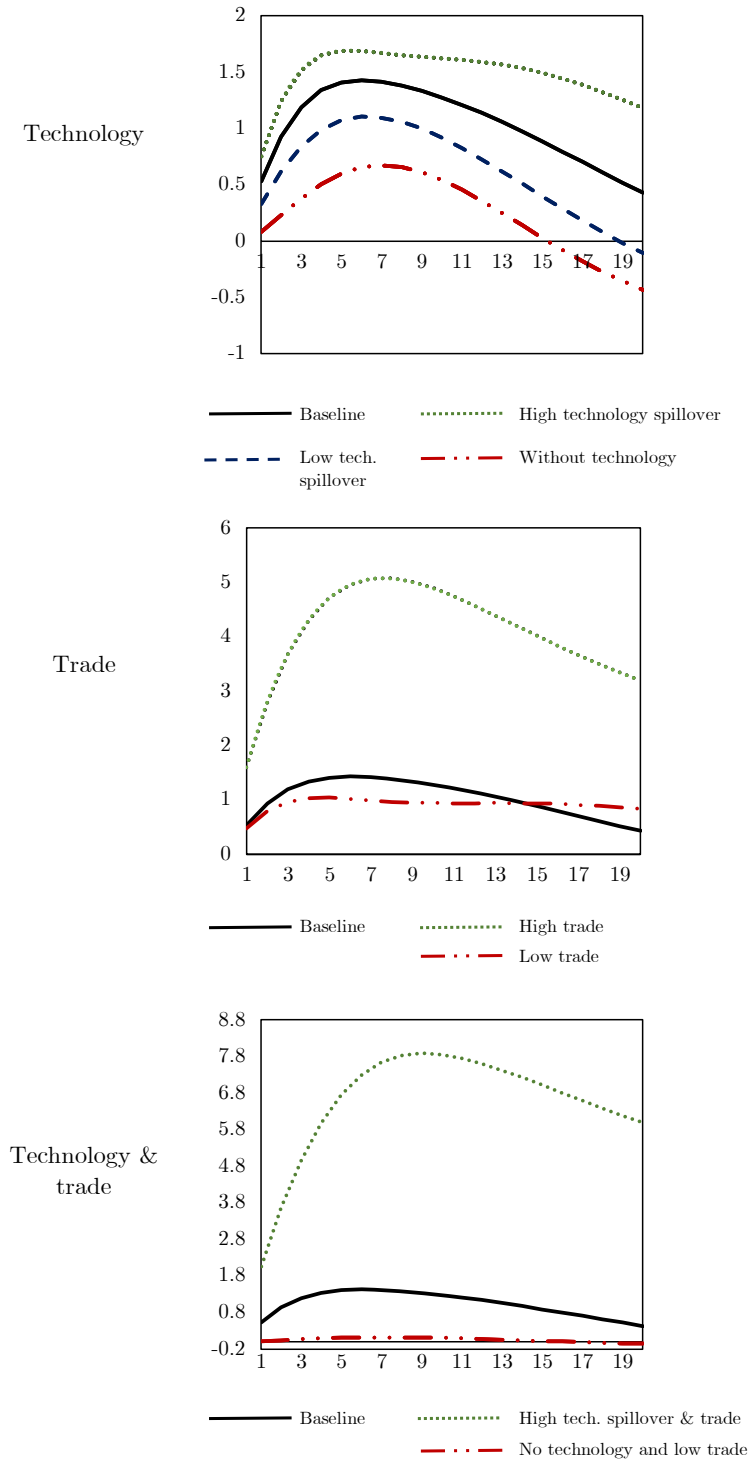 2
1.5
Technology
1
0.5
0
1 3 5 7 9 11 13 15 17 19
-0.5
-1
Baseline
High technology spillover
Low tech.
spillover
Without technology
6
5
4
Trade
3
2
1
0
1 3 5 7 9 11 13 15 17 19
Baseline
High trade
Low trade
8.8
7.8
6.8
5.8
Technology &
trade
4.8
3.8
2.8
1.8
0.8
-0.2
1 3 5 7 9 11 13 15 17 19
Baseline
High tech. spillover & trade
No technology and low trade